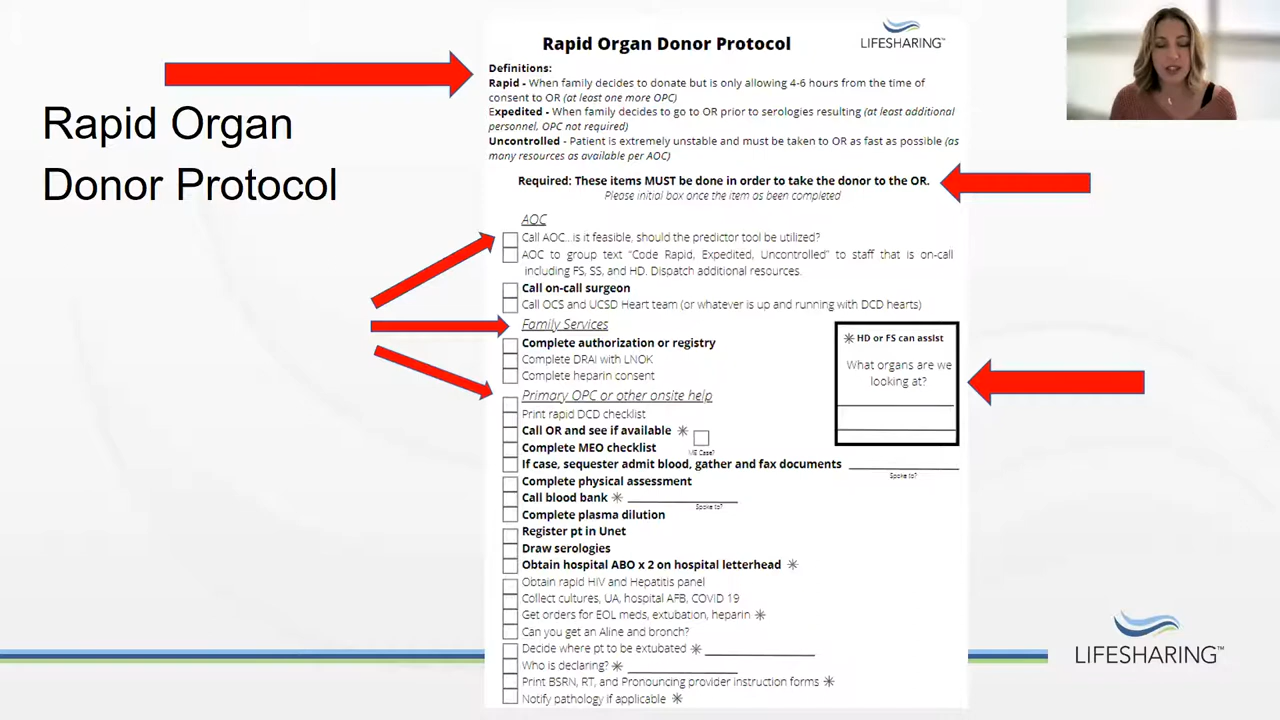 Rapid Organ
Donor Protocol
Rapid Organ Donor Protocol
LIFESHARING™
Definitions:
Rapid - When family decides to donate but is only allowing 4-6 hours from the time of
consent to OR (at least one more OPC)
Expedited - When family decides to go to OR prior to serologies resulting (at least additional
personnel, OPC not required)
Uncontrolled - Patient is extremely unstable and must be taken to OR as fast as possible (as
many resources as available per AOC)
Required: These items MUST be done in order to take the donor to the OR.
Please initial box once the item as been completed
AOC
Call AOC...is it feasible, should the predictor tool be utilized?
AOC to group text "Code Rapid, Expedited, Uncontrolled" to staff that is on-call
including FS, SS, and HD. Dispatch additional resources.
Call on-call surgeon
Call OCS and UCSD Heart team (or whatever is up and running with DCD hearts)
Family Services
Complete authorization or registry
Complete DRAI with LNOK
Complete heparin consent
✳ HD or FS can assist
What organs are we
looking at?
Primary OPC or other onsite help
Print rapid DCD checklist
Call OR and see if available ✳
Complete MEO checklist
ME Case?
If case, sequester admit blood, gather and fax documents
Spoke to?
Complete physical assessment
Call blood bank ✳
Spoke to?
Complete plasma dilution
Register pt in Unet
Draw serologies
Obtain hospital ABO x 2 on hospital letterhead ✳
Obtain rapid HIV and Hepatitis panel
Collect cultures, UA, hospital AFB, COVID 19
Get orders for EOL meds, extubation, heparin ✳
Can you get an Aline and bronch?
Decide where pt to be extubated ✳
Who is declaring? ✳
Print BSRN, RT, and Pronouncing provider instruction forms ✳
Notify pathology if applicable ✳
LIFESHARING™